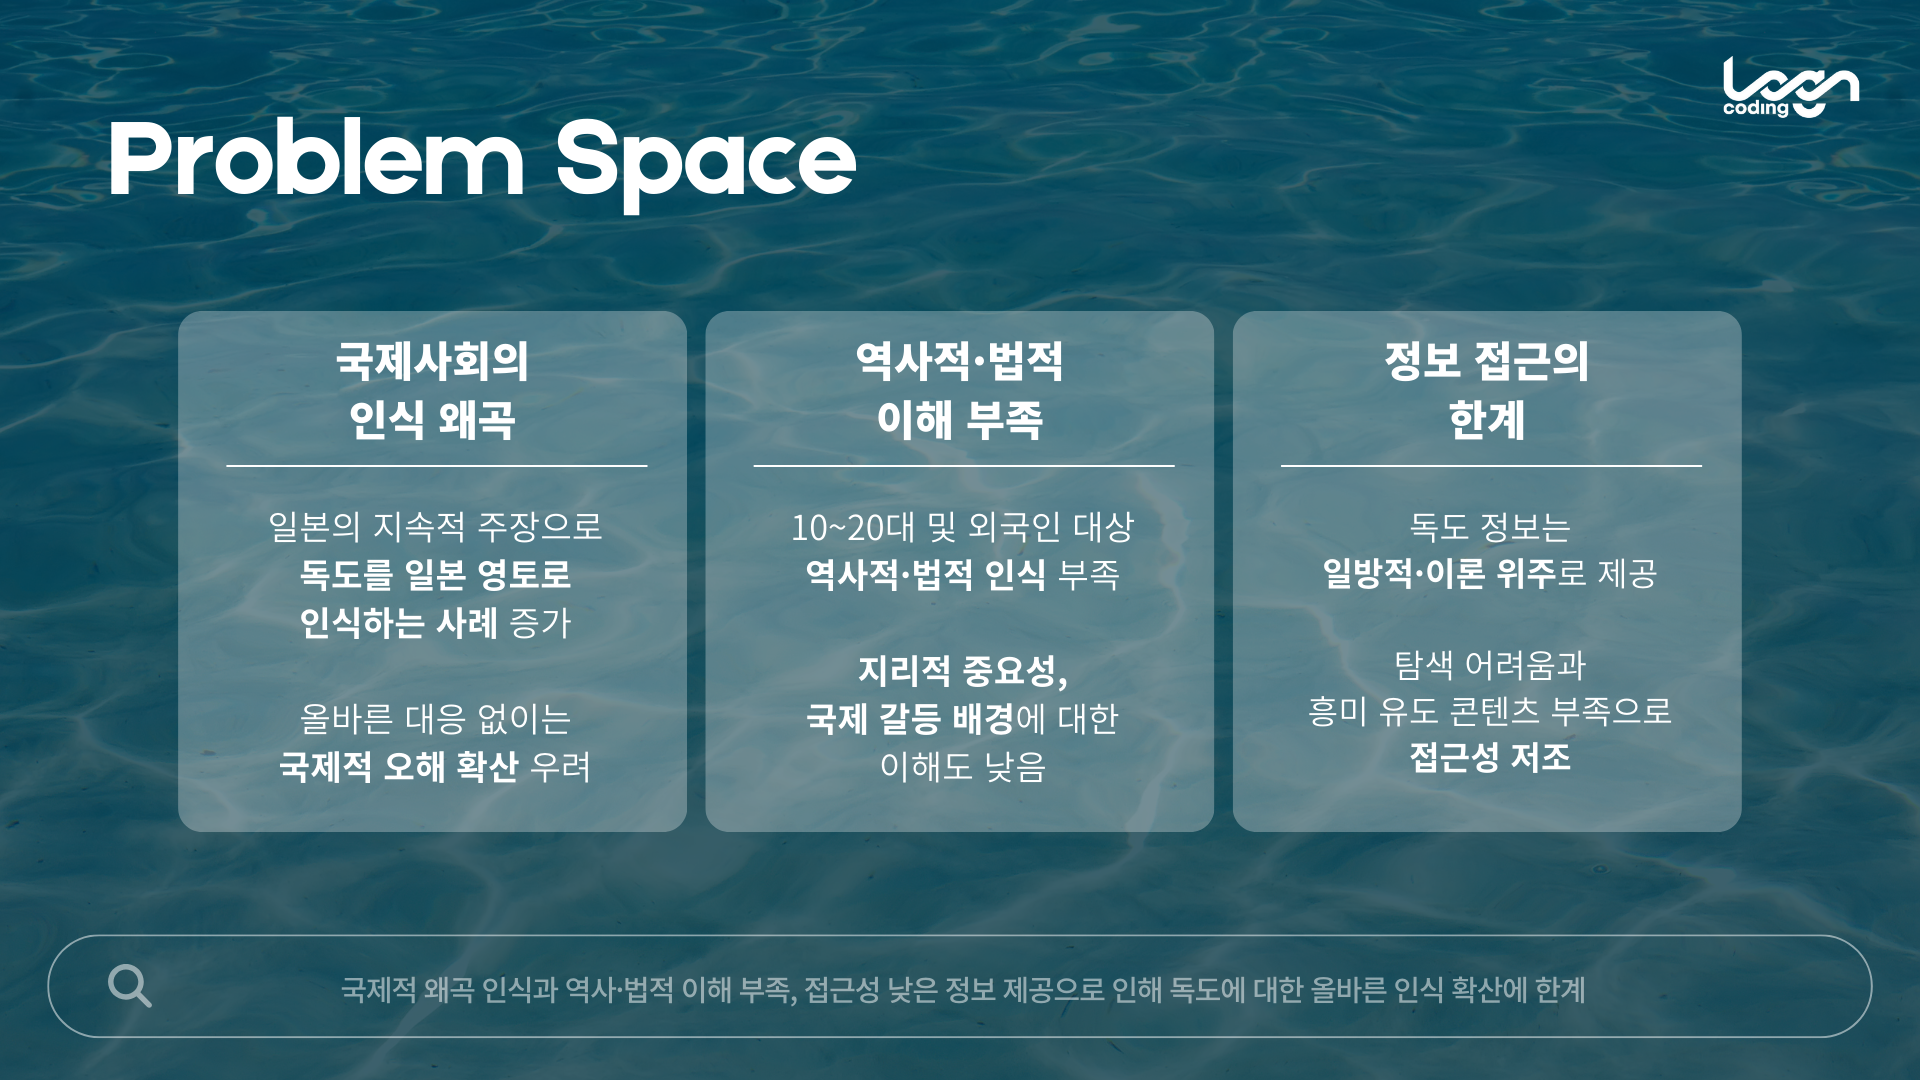 Login
coding
Problem Space
국제사회의
인식 왜곡
일본의 지속적 주장으로
독도를 일본 영토로
인식하는 사례 증가
올바른 대응 없이는
국제적 오해 확산 우려
역사적·법적
이해 부족
10~20대 및 외국인 대상
역사적·법적 인식 부족
지리적 중요성,
국제 갈등 배경에 대한
이해도 낮음
정보 접근의
한계
독도 정보는
일방적·이론 위주로 제공
탐색 어려움과
흥미 유도 콘텐츠 부족으로
접근성 저조
국제적 왜곡 인식과 역사·법적 이해 부족, 접근성 낮은 정보 제공으로 인해 독도에 대한 올바른 인식 확산에 한계